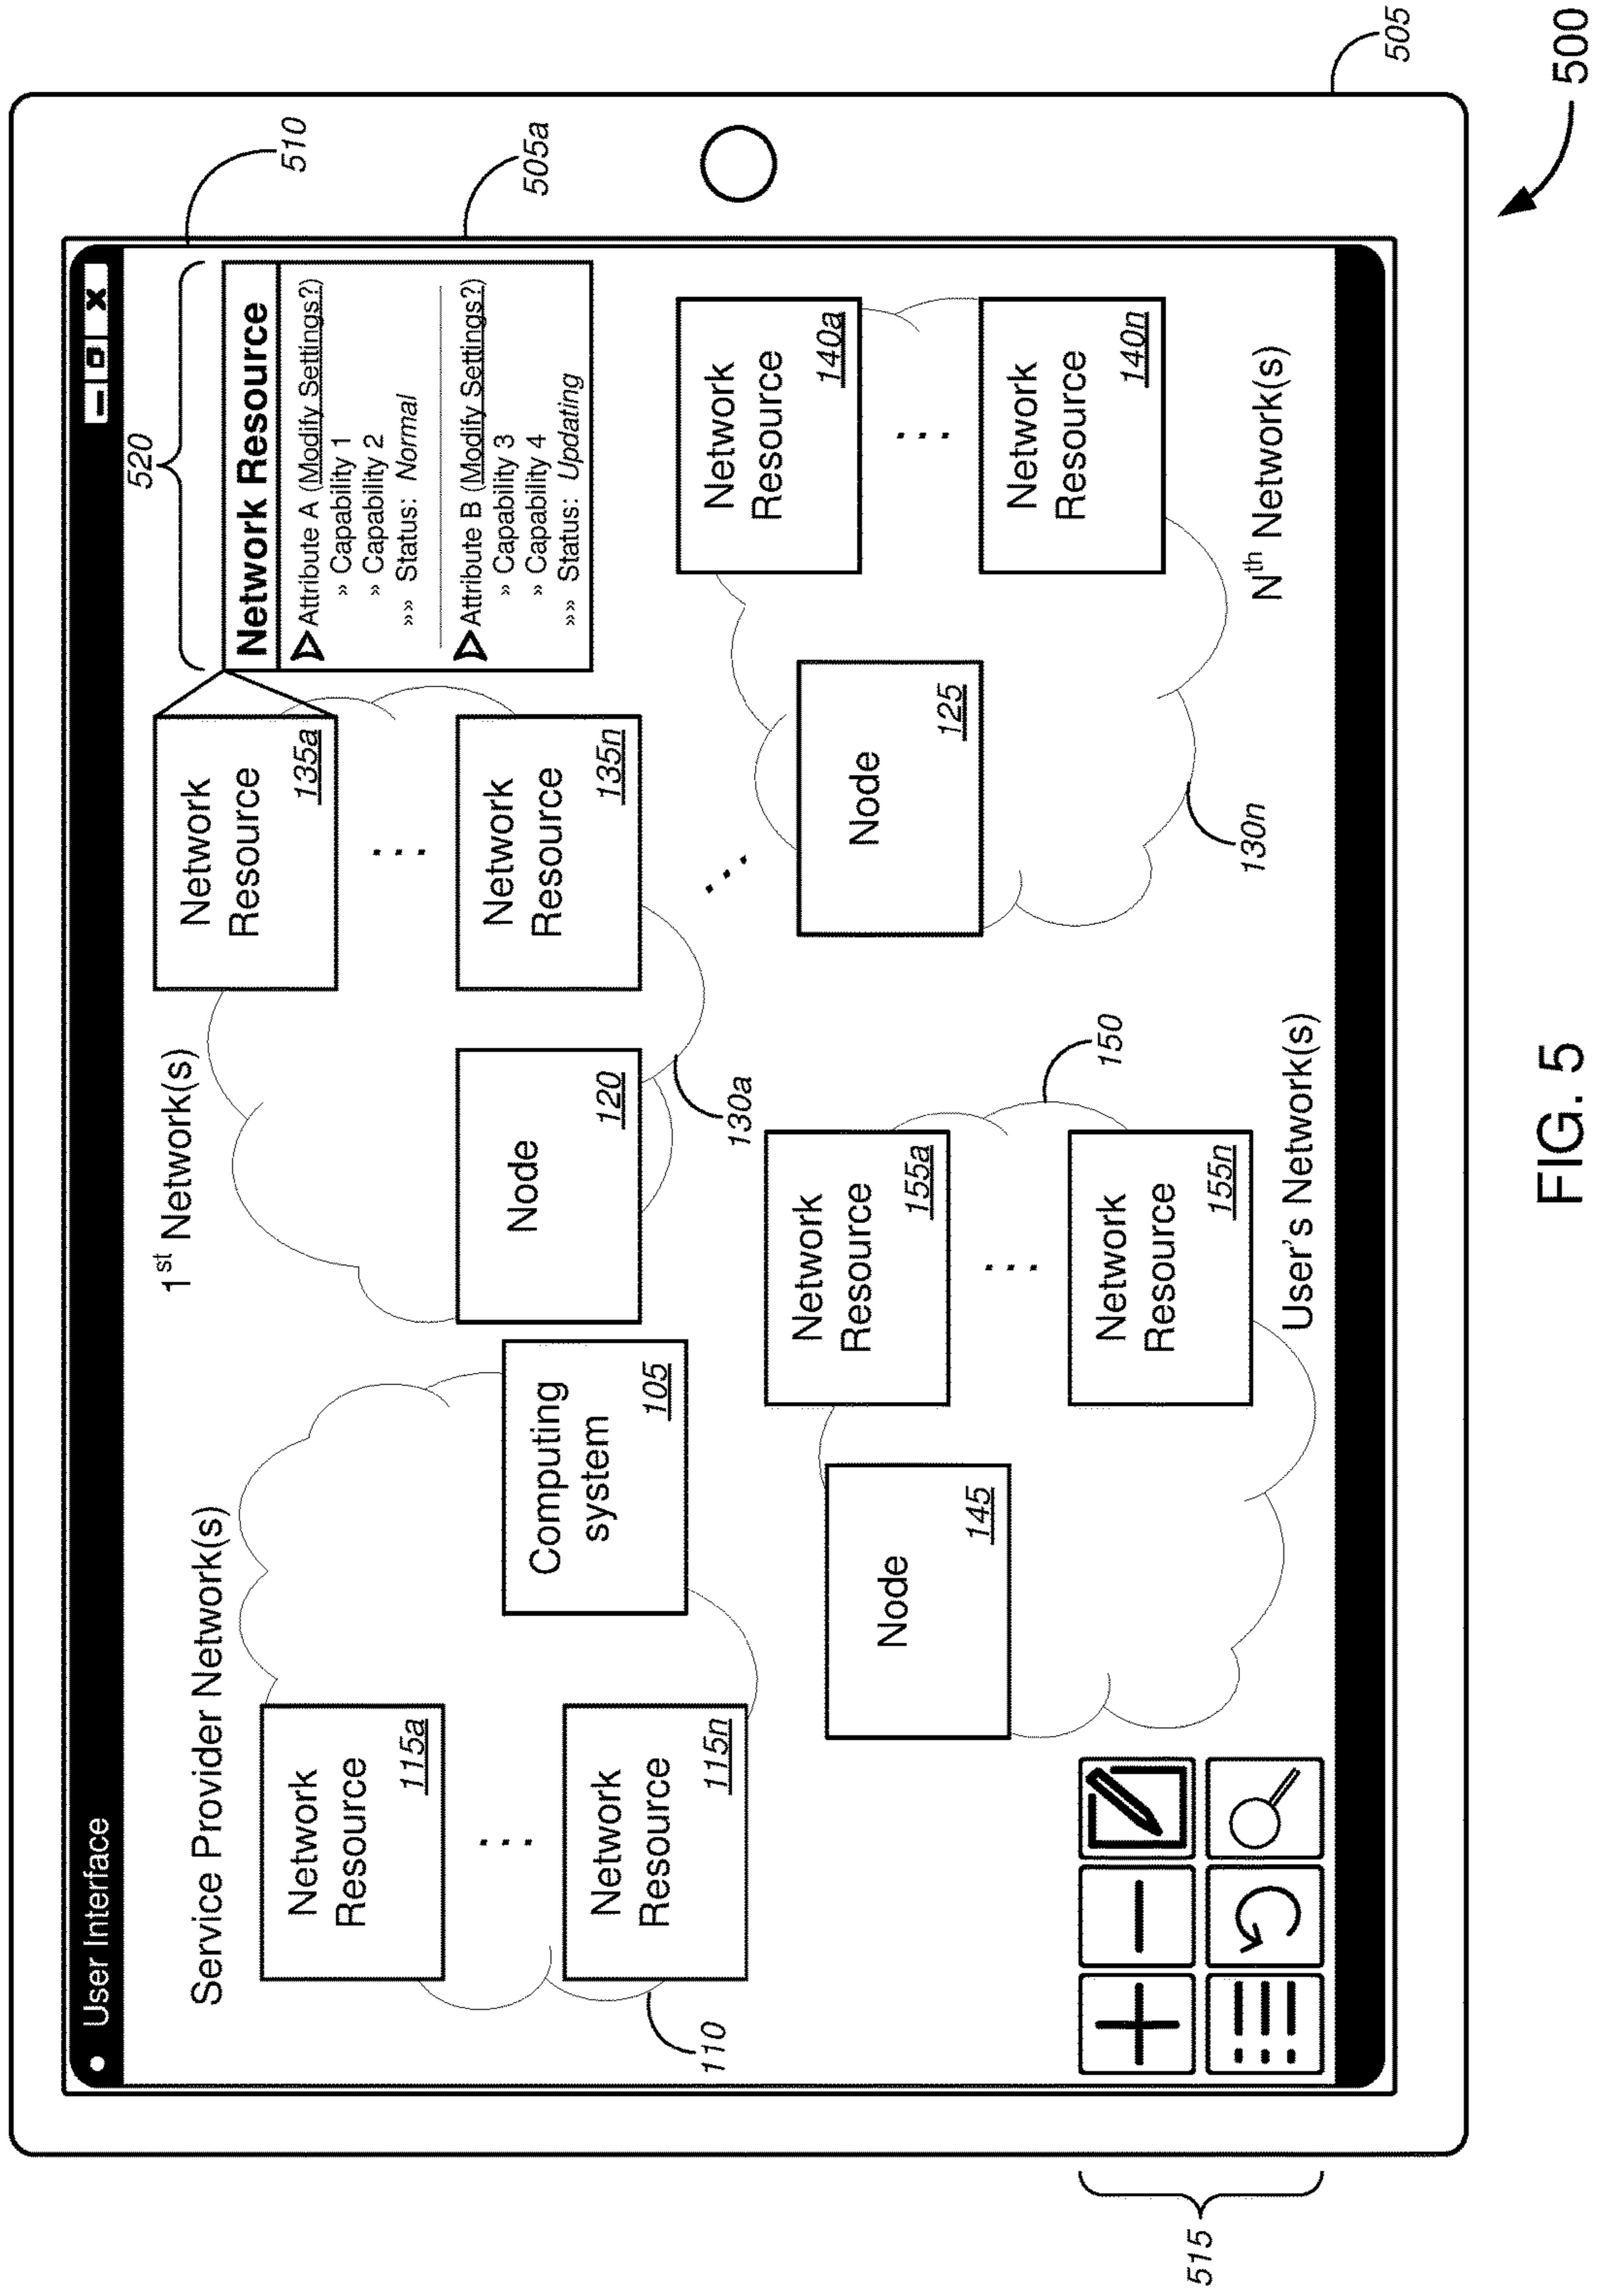 User Interface
520
Service Provider Network(s)
1st Network(s)
Network
Resource
115a
Network
Resource
115n
110
Computing
system
105
Node
120
Network
Resource
135a
Network
Resource
135n
130a
Network Resource
Attribute A (Modify Settings?)
» Capability 1
» Capability 2
»» Status: Normal
Attribute B (Modify Settings?)
» Capability 3
» Capability 4
»» Status: Updating
510
505a
Node
145
Network
Resource
155a
Network
Resource
155n
150
User's Network(s)
Node
125
Network
Resource
140a
Network
Resource
140n
130n
Nth Network(s)
515
505
500
FIG. 5